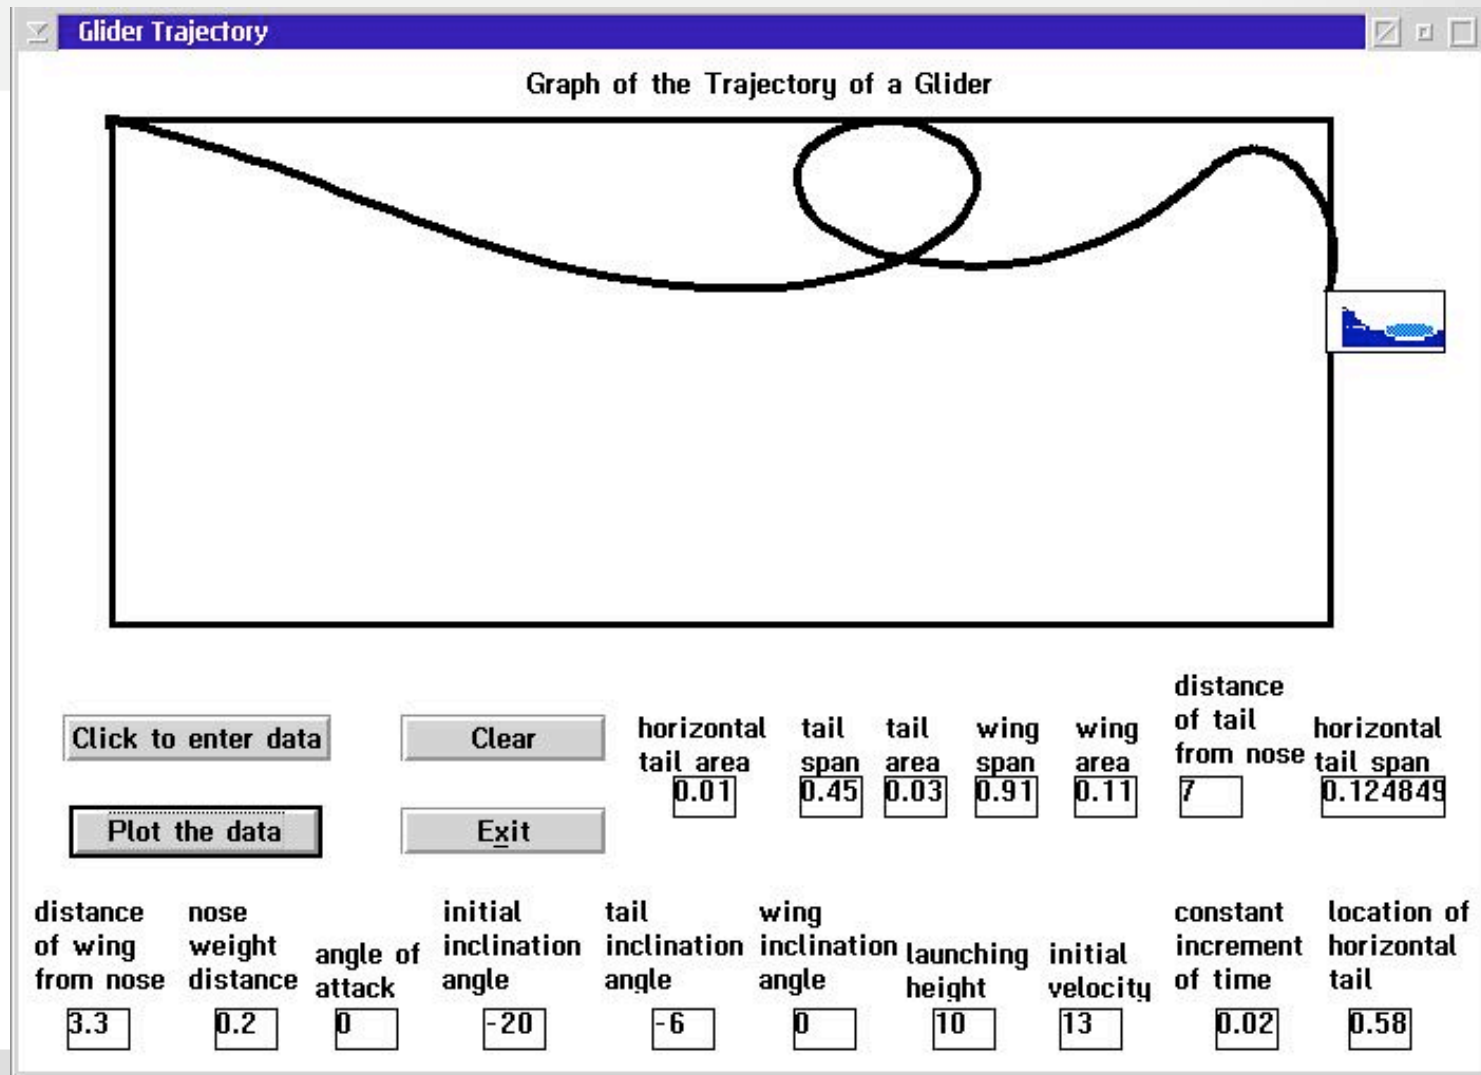 Glider Trajectory
Graph of the Trajectory of a Glider
Click to enter data
Clear
Plot the data
Exit
horizontal
tail area
0.01
tail
span
0.45
tail
area
0.03
wing
span
0.91
wing
area
0.11
distance
of tail
from nose
7
horizontal
tail span
0.124849
distance
of wing
from nose
3.3
nose
weight
distance
0.2
angle of
attack
0
initial
inclination
angle
-20
tail
inclination
angle
-6
wing
inclination
angle
0
launching
height
10
initial
velocity
13
constant
increment
of time
0.02
location of
horizontal
tail
0.58